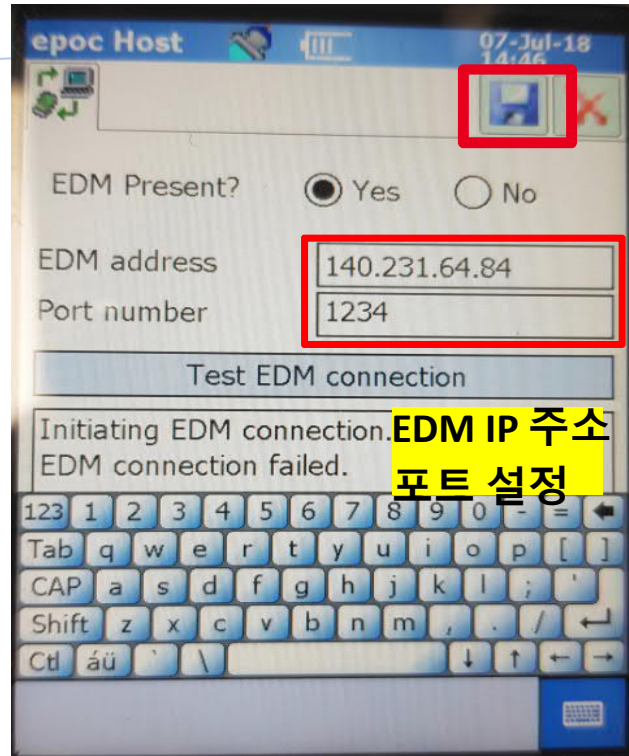 epoc Host
07-Jul-18
14:46
EDM Present?
Yes
No
EDM address
140.231.64.84
Port number
1234
Test EDM connection
Initiating EDM connection.
EDM connection failed.
EDM IP 주소
포트 설정
123 1 2 3 4 5 6 7 8 9 0 - =
Tab q w e r t y u i o p [ ]
CAP a s d f g h j k l ; '
Shift z x c v b n m , . /
Ctl áü ` \